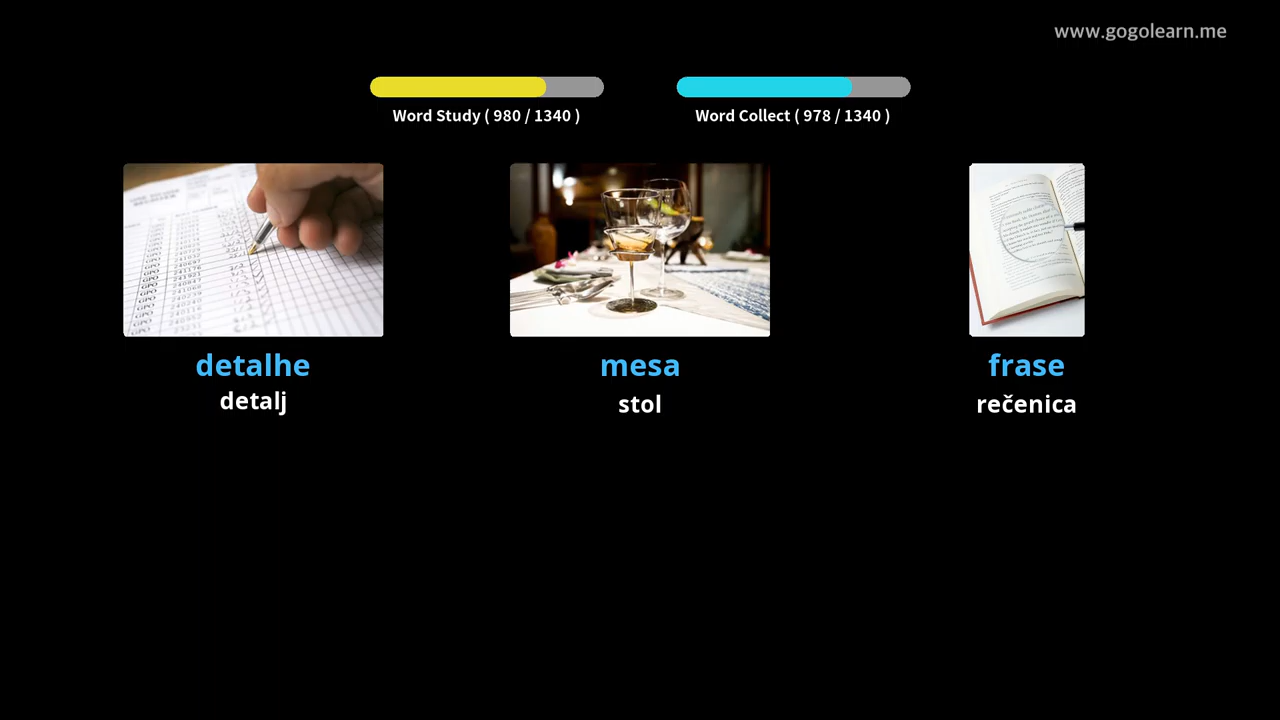 www.gogolearn.me
Word Study ( 980 / 1340 )
Word Collect ( 978 / 1340 )
detalhe
detalj
mesa
stol
frase
rečenica